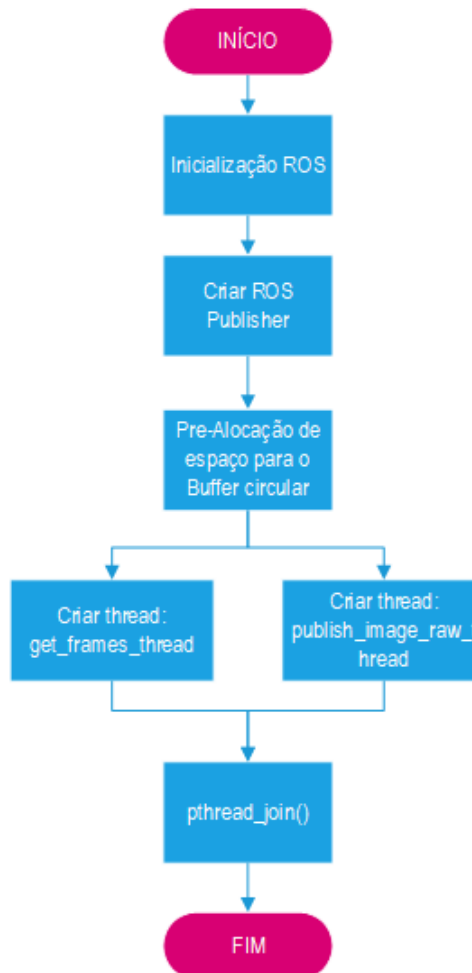 INÍCIO
Inicialização ROS
Criar ROS
Publisher
Pre-Alocação de
espaço para o
Buffer circular
Criar thread:
get_frames_thread
Criar thread:
publish_image_raw_t
hread
pthread_join()
FIM